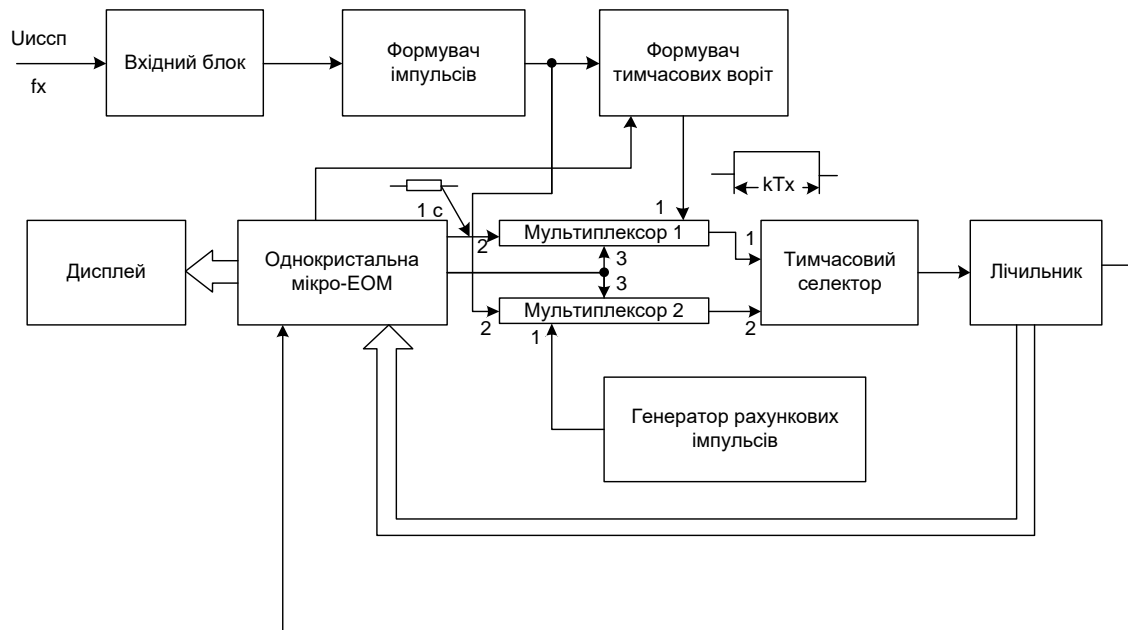 Uиссп
fx
Вхідний блок
Формувач
імпульсів
Формувач
тимчасових воріт
kTx
1 с
1
2
Мультиплексор 1
1
3
3
Мультиплексор 2
2
1
2
Дисплей
Однокристальна
мікро-ЕОМ
Тимчасовий
селектор
Лічильник
Генератор рахункових
імпульсів